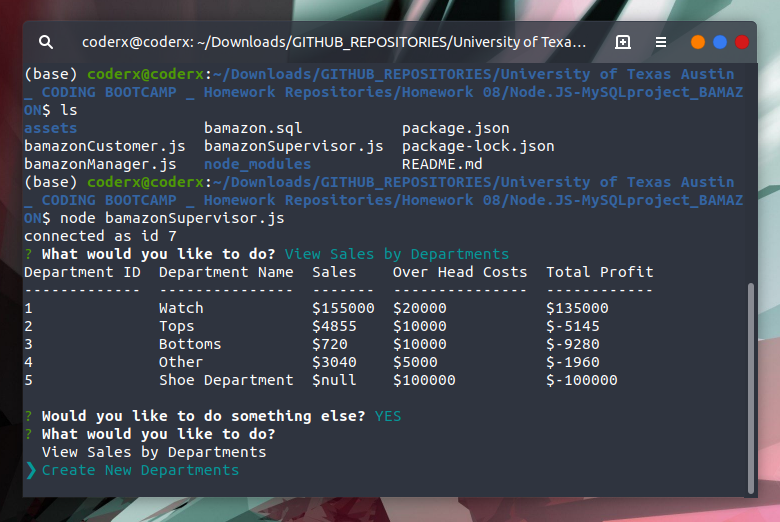 coderx@coderx: ~/Downloads/GITHUB_REPOSITORIES/University of Texa...
(base) coderx@coderx:~/Downloads/GITHUB_REPOSITORIES/University of Texas Austin
_ CODING BOOTCAMP _ Homework Repositories/Homework 08/Node.JS-MySQLproject_BAMAZ
ON$ ls
assets bamazon.sql package.json
bamazonCustomer.js bamazonSupervisor.js package-lock.json
bamazonManager.js node_modules README.md
(base) coderx@coderx:~/Downloads/GITHUB_REPOSITORIES/University of Texas Austin
_ CODING BOOTCAMP _ Homework Repositories/Homework 08/Node.JS-MySQLproject_BAMAZ
ON$ node bamazonSupervisor.js
connected as id 7
? What would you like to do? View Sales by Departments
Department ID  Department Name  Sales    Over Head Costs  Total Profit
-------------  ---------------  -------  ---------------  ------------
1              Watch            $155000  $20000           $135000
2              Tops             $4855    $10000           $-5145
3              Bottoms          $720     $10000           $-9280
4              Other            $3040    $5000            $-1960
5              Shoe Department  $null    $100000          $-100000
? Would you like to do something else? YES
? What would you like to do?
View Sales by Departments
❯ Create New Departments